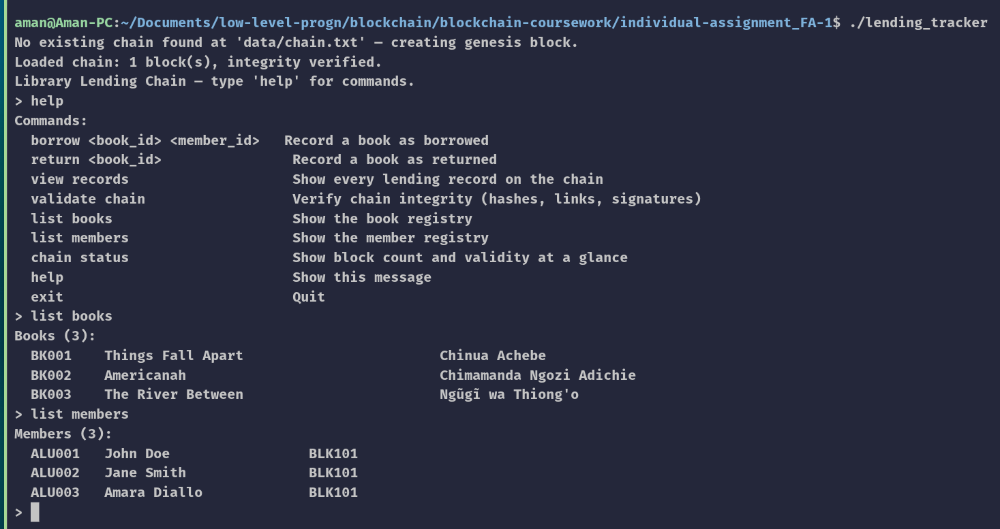 aman@Aman-PC:~/Documents/low-level-progn/blockchain/blockchain-coursework/individual-assignment_FA-1$ ./lending_tracker
No existing chain found at 'data/chain.txt' — creating genesis block.
Loaded chain: 1 block(s), integrity verified.
Library Lending Chain — type 'help' for commands.
> help
Commands:
  borrow <book_id> <member_id>   Record a book as borrowed
  return <book_id>                Record a book as returned
  view records                    Show every lending record on the chain
  validate chain                  Verify chain integrity (hashes, links, signatures)
  list books                      Show the book registry
  list members                    Show the member registry
  chain status                    Show block count and validity at a glance
  help                            Show this message
  exit                            Quit
> list books
Books (3):
  BK001    Things Fall Apart                        Chinua Achebe
  BK002    Americanah                               Chimamanda Ngozi Adichie
  BK003    The River Between                        Ngũgĩ wa Thiong'o
> list members
Members (3):
  ALU001   John Doe                 BLK101
  ALU002   Jane Smith               BLK101
  ALU003   Amara Diallo             BLK101
>